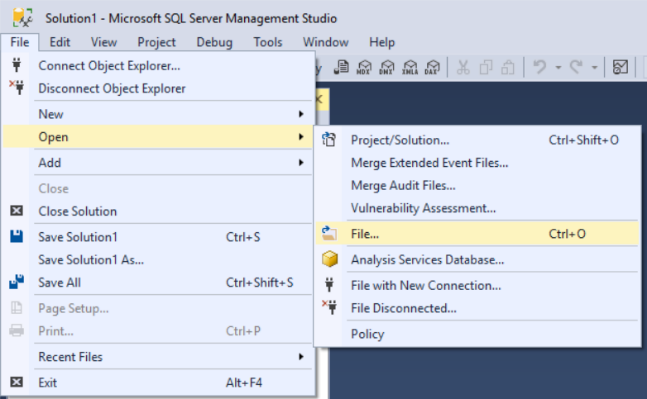 Solution1 - Microsoft SQL Server Management Studio
File Edit View Project Debug Tools Window Help
Connect Object Explorer...
MDX DMX XMLA DAX
Disconnect Object Explorer
New
Open
Project/Solution... Ctrl+Shift+O
Add
Merge Extended Event Files...
Close
Merge Audit Files...
Close Solution
Vulnerability Assessment...
Save Solution1 Ctrl+S
File... Ctrl+O
Save Solution1 As...
Analysis Services Database...
Save All Ctrl+Shift+S
File with New Connection...
Page Setup...
File Disconnected...
Print... Ctrl+P
Policy
Recent Files
Exit Alt+F4